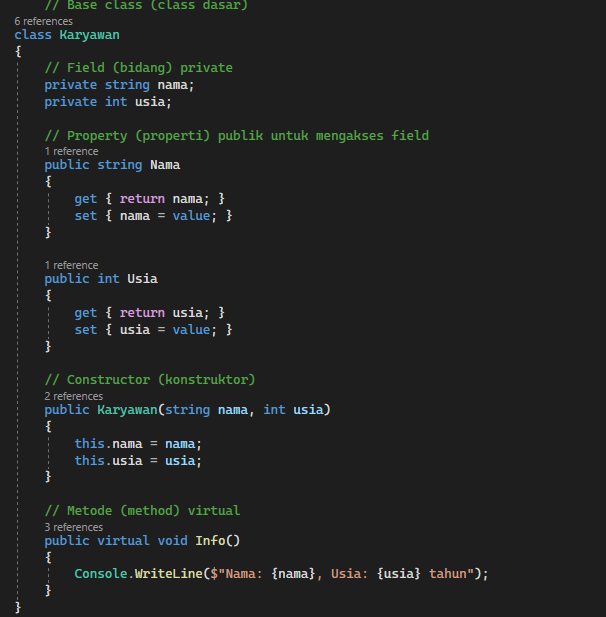 // Base class (class dasar)
6 references
class Karyawan
{
// Field (bidang) private
private string nama;
private int usia;
// Property (properti) publik untuk mengakses field
1 reference
public string Nama
{
get { return nama; }
set { nama = value; }
}
1 reference
public int Usia
{
get { return usia; }
set { usia = value; }
}
// Constructor (konstruktor)
2 references
public Karyawan(string nama, int usia)
{
this.nama = nama;
this.usia = usia;
}
// Metode (method) virtual
3 references
public virtual void Info()
{
Console.WriteLine($"Nama: {nama}, Usia: {usia} tahun");
}
}